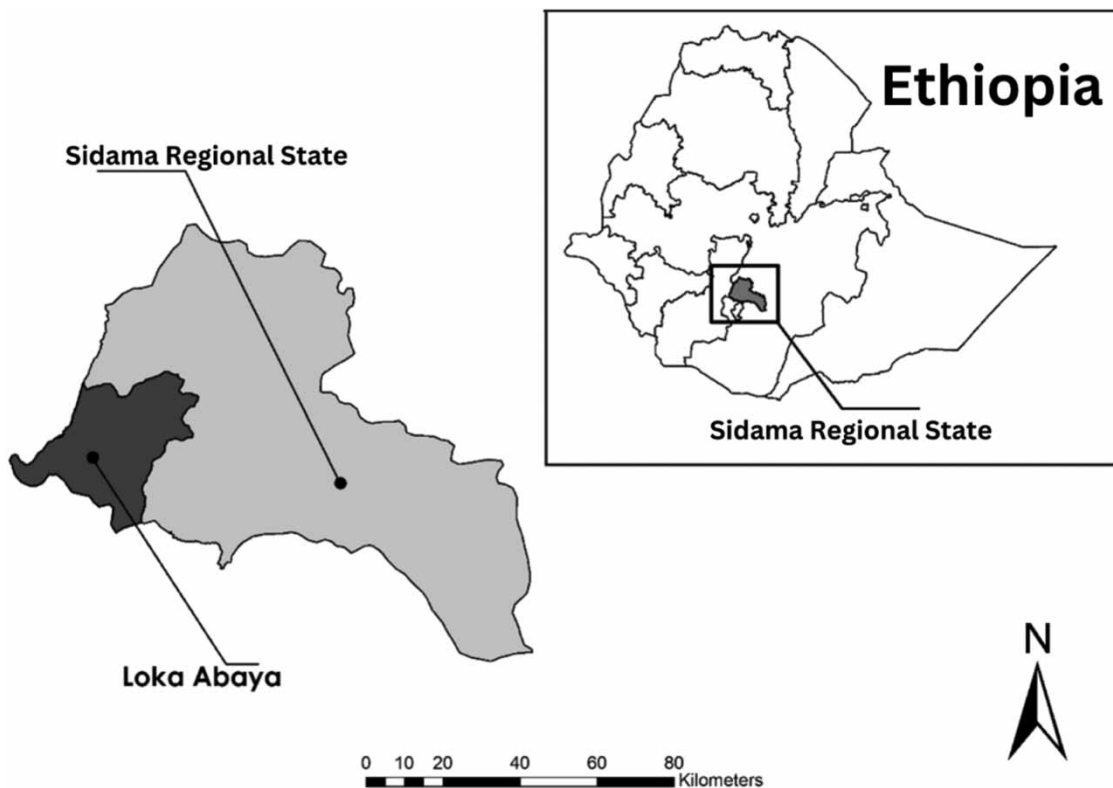 Ethiopia
Sidama Regional State
Sidama Regional State
Loka Abaya
N
0 10 20 40 60 80
Kilometers